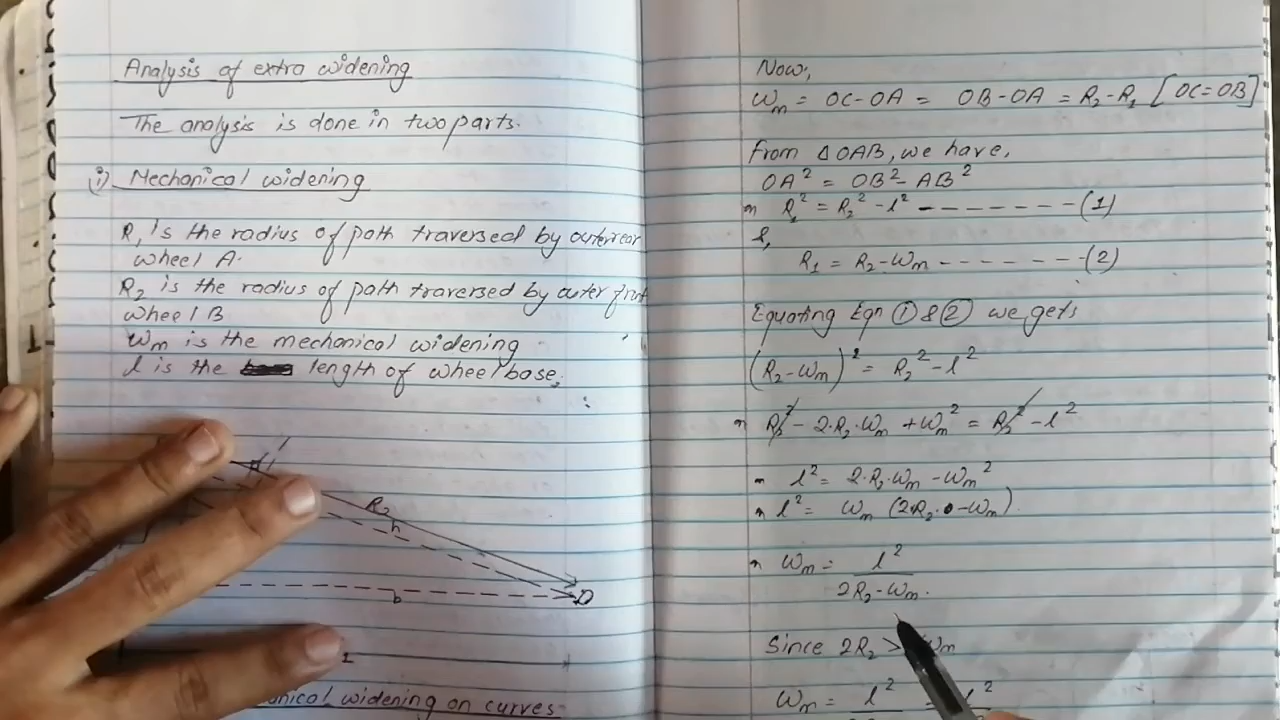 Analysis of extra widening
The analysis is done in two parts.
i) Mechanical widening
R₁ is the radius of path traversed by outer rear
wheel A.
R₂ is the radius of path traversed by outer front
wheel B
Wm is the mechanical widening
l is the length of wheel base.
R₂
h
b
O
l
widening on curves
Now,
Wm = OC-OA = OB-OA = R₂-R₁ [OC=OB]
From ΔOAB, we have,
OA² = OB² - AB²
R₁² = R₂² - l² -------- (1)
&,
R₁ = R₂-Wm ------- (2)
Equating Eqn ① & ② we gets
(R₂-Wm)² = R₂² - l²
R₂² - 2·R₂·Wm + Wm² = R₂² - l²
l² = 2·R₂·Wm - Wm²
l² = Wm (2R₂ - Wm)
Wm = l² / 2R₂-Wm.
Since 2R₂ > Wm
Wm = l² = l²